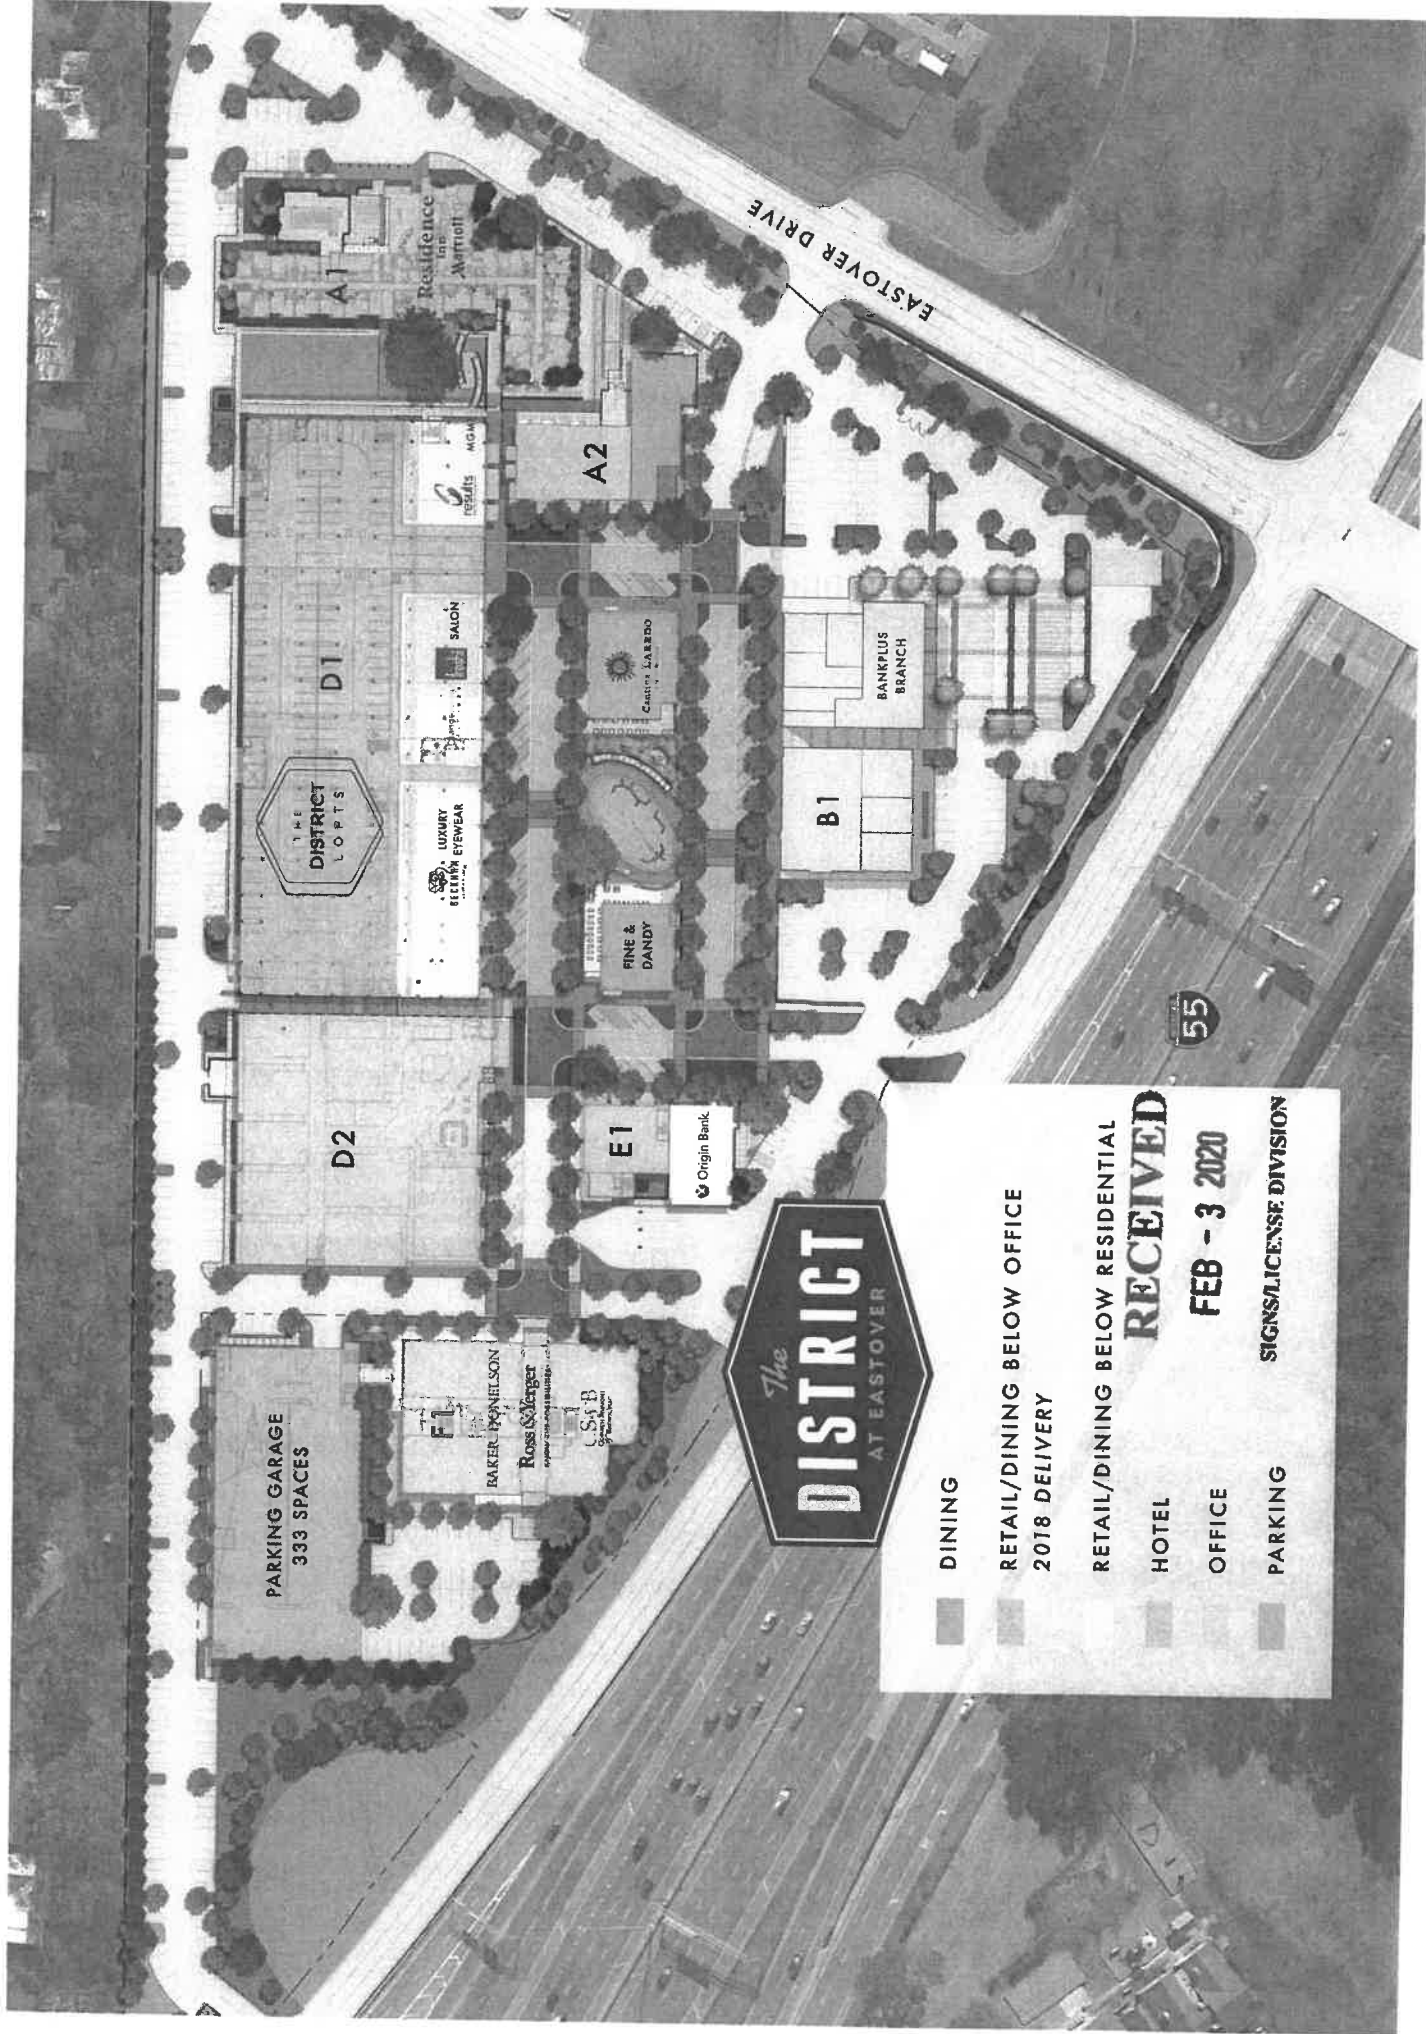 PARKING GARAGE
333 SPACES
F1
BAKER DONELSON
Ross & Yerger
D2
E1
Origin Bank
THE
DISTRICT
LOFTS
D1
LUXURY
EYEWEAR
SALON
results
MGM
FINE &
DANDY
Cantina LAREDO
A1
Residence
Inn
Marriott
A2
B1
BANKPLUS
BRANCH
EASTOVER DRIVE
55
The
DISTRICT
AT EASTOVER
DINING
RETAIL/DINING BELOW OFFICE
2018 DELIVERY
RETAIL/DINING BELOW RESIDENTIAL
HOTEL
OFFICE
PARKING
RECEIVED
FEB - 3 2020
SIGNS/LICENSE DIVISION